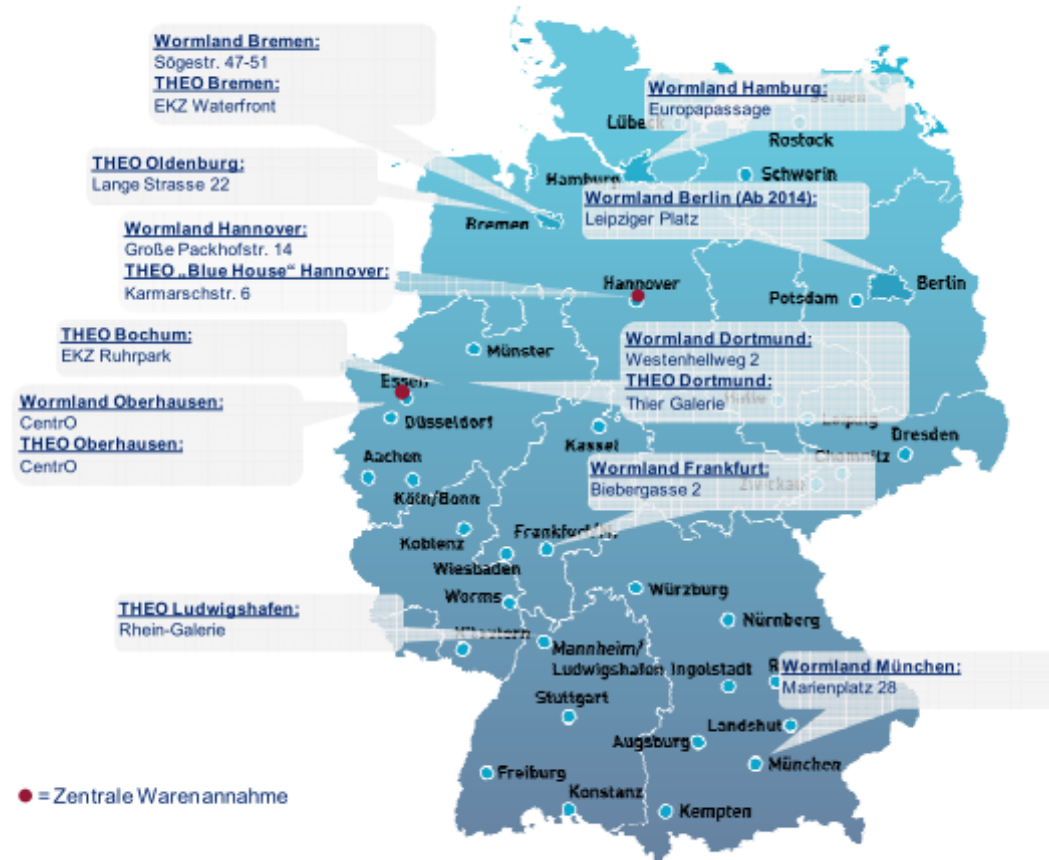 Wormland Bremen:
Sögestr. 47-51
THEO Bremen:
EKZ Waterfront
Wormland Hamburg:
Europapassage
Lübeck
Rostock
THEO Oldenburg:
Lange Strasse 22
Hamburg
Schwerin
Wormland Berlin (Ab 2014):
Leipziger Platz
Bremen
Wormland Hannover:
Große Packhofstr. 14
THEO „Blue House“ Hannover:
Karmarschstr. 6
Hannover
Potsdam
Berlin
THEO Bochum:
EKZ Ruhrpark
Münster
Wormland Dortmund:
Westenhellweg 2
THEO Dortmund:
Thier Galerie
Essen
Wormland Oberhausen:
CentrO
THEO Oberhausen:
CentrO
Düsseldorf
Kassel
Leipzig
Dresden
Chemnitz
Aachen
Köln/Bonn
Wormland Frankfurt:
Biebergasse 2
Zwickau
Koblenz
Frankfurt/M.
Wiesbaden
Worms
Würzburg
THEO Ludwigshafen:
Rhein-Galerie
Nürnberg
Mannheim/
Ludwigshafen
Ingolstadt
Wormland München:
Marienplatz 28
Stuttgart
Landshut
Augsburg
München
Freiburg
Konstanz
Kempten
= Zentrale Warenannahme